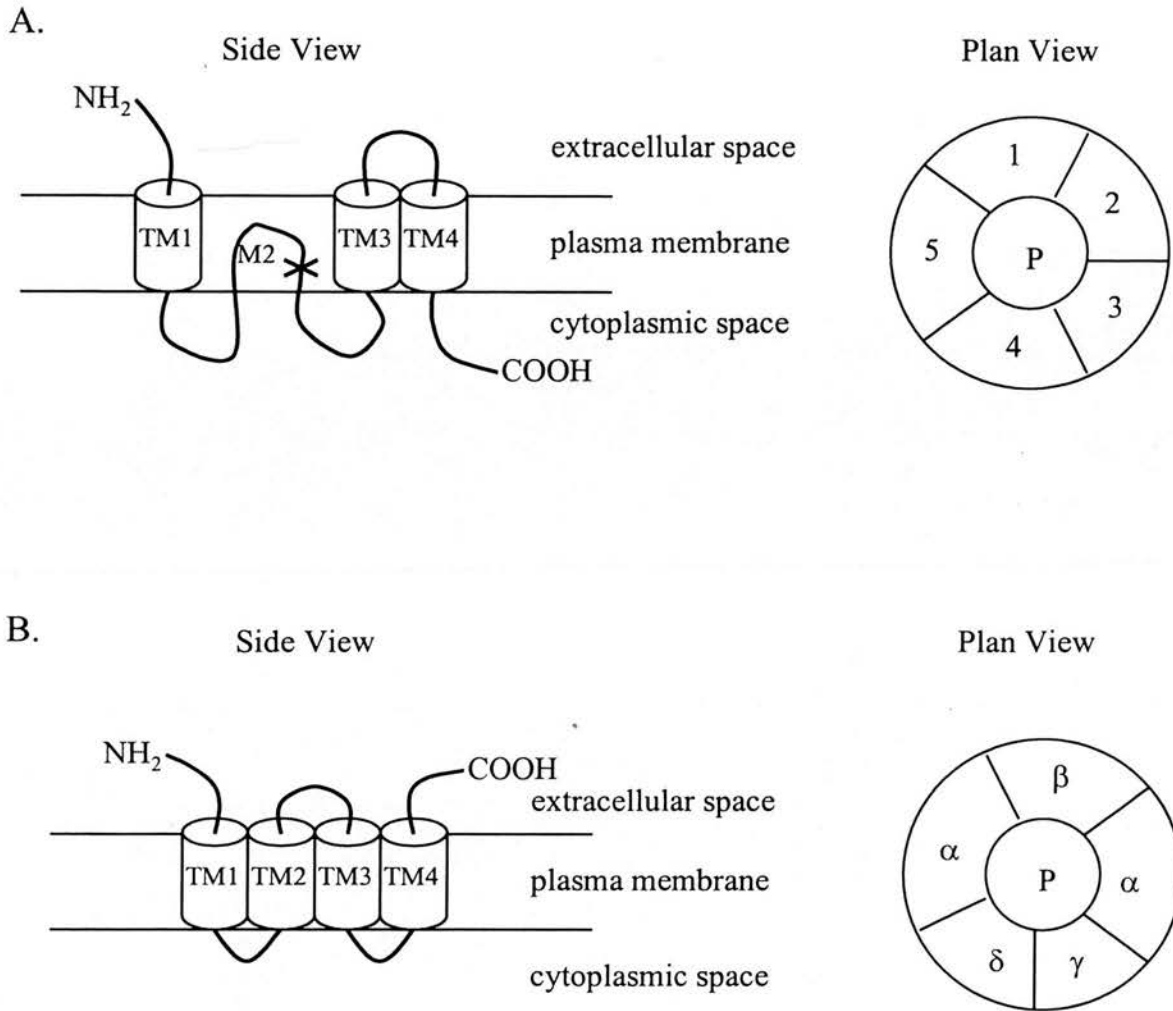 A.
Side View
Plan View
NH₂
extracellular space
TM1
M2
TM3
TM4
plasma membrane
cytoplasmic space
COOH
1
2
3
4
5
P
B.
Side View
Plan View
NH₂
COOH
extracellular space
TM1
TM2
TM3
TM4
plasma membrane
cytoplasmic space
β
α
α
P
δ
γ